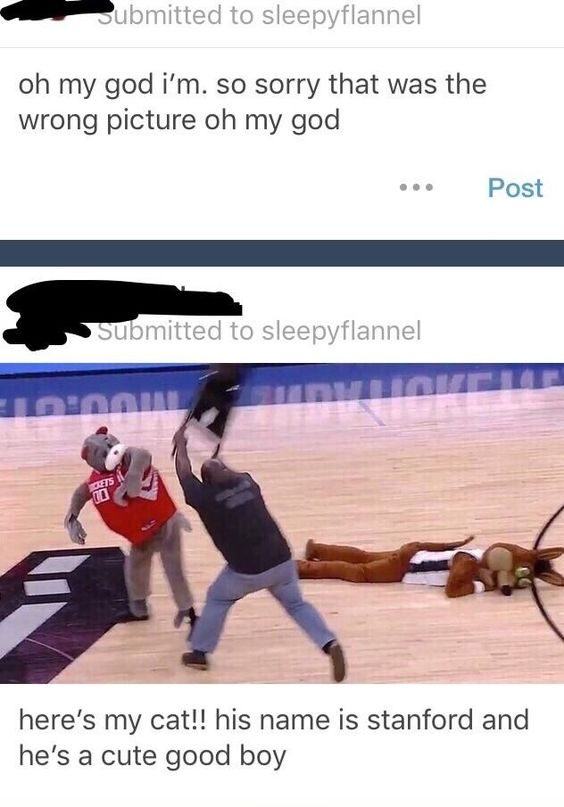 Submitted to sleepyflannel
oh my god i'm. so sorry that was the
wrong picture oh my god
Post
Submitted to sleepyflannel
00
here's my cat!! his name is stanford and
he's a cute good boy